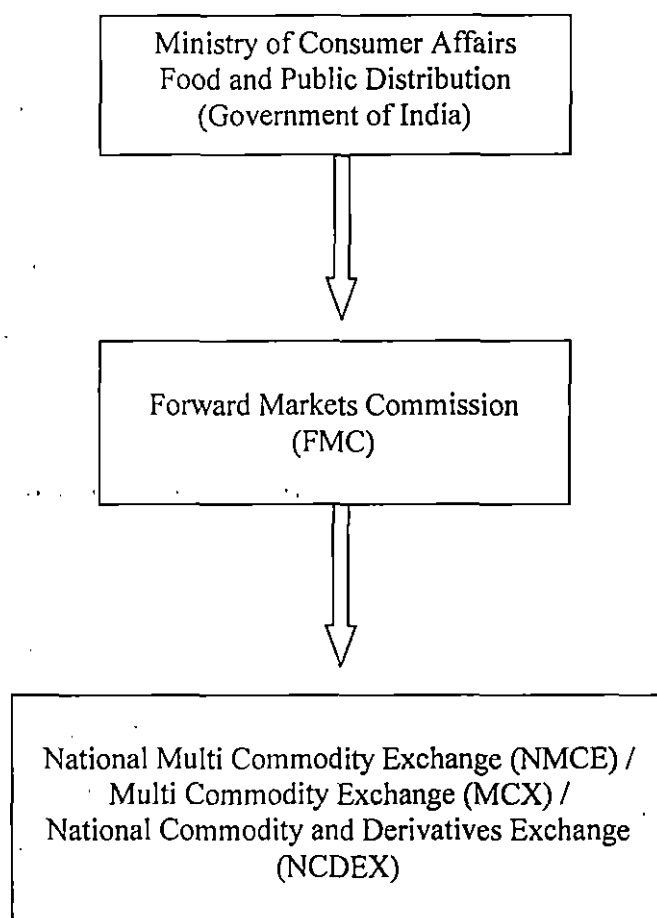 Ministry of Consumer Affairs
Food and Public Distribution
(Government of India)
Forward Markets Commission
(FMC)
National Multi Commodity Exchange (NMCE) /
Multi Commodity Exchange (MCX) /
National Commodity and Derivatives Exchange
(NCDEX)